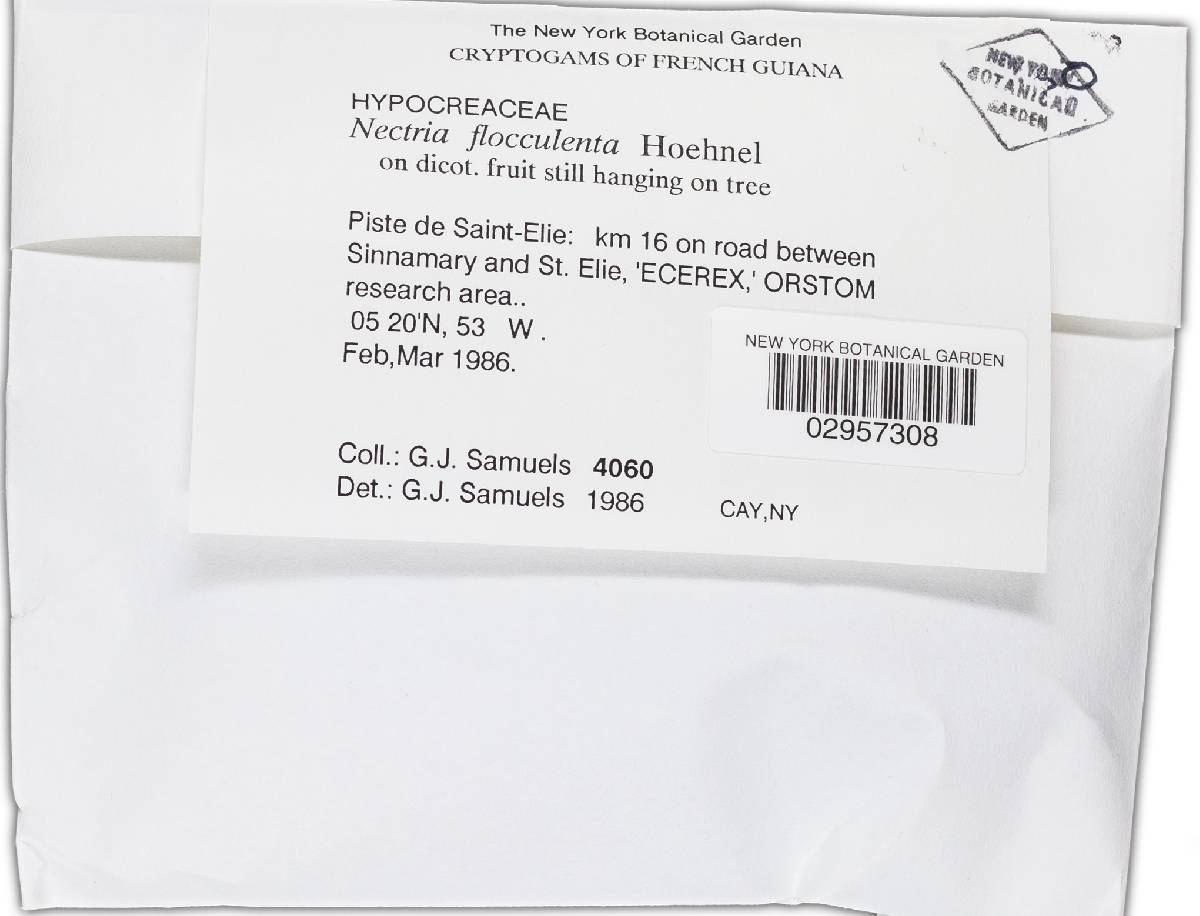 The New York Botanical Garden
CRYPTOGAMS OF FRENCH GUIANA
NEW YORK
BOTANICAL
GARDEN
HYPOCREACEAE
Nectria flocculenta Hoehnel
on dicot. fruit still hanging on tree
Piste de Saint-Elie: km 16 on road between
Sinnamary and St. Elie, 'ECEREX,' ORSTOM
research area..
05 20'N, 53 W .
Feb,Mar 1986.
NEW YORK BOTANICAL GARDEN
02957308
Coll.: G.J. Samuels 4060
Det.: G.J. Samuels 1986
CAY,NY